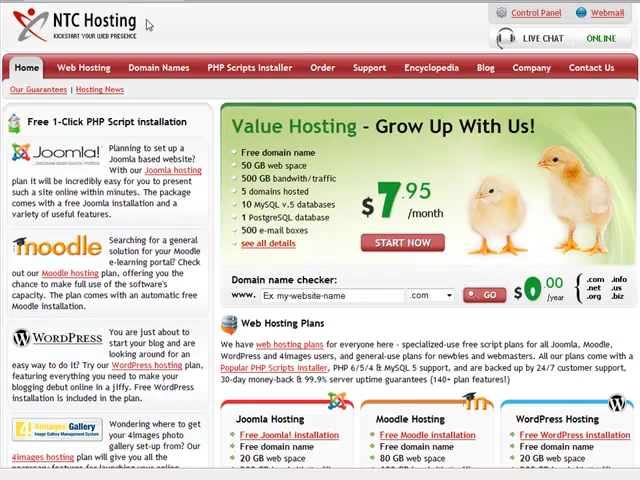 NTC Hosting
KICKSTART YOUR WEB PRESENCE
Control Panel
Webmail
LIVE CHAT ONLINE
Home Web Hosting Domain Names PHP Scripts Installer Order Support Encyclopedia Blog Company Contact Us
Our Guarantees | Hosting News
Free 1-Click PHP Script installation
Joomla!
...because open source matters
Planning to set up a
Joomla based website?
With our Joomla hosting
plan it will be incredibly easy for you to present
such a site online within minutes. The package
comes with a free Joomla installation and a
variety of useful features.
moodle
Searching for a general
solution for your Moodle
e-learning portal? Check
out our Moodle hosting plan, offering you the
chance to make full use of the software's
capacity. The plan comes with an automatic free
Moodle installation.
WORDPRESS
You are just about to
start your blog and are
looking around for an
easy way to do it? Try our WordPress hosting plan,
featuring everything you need to make your
blogging debut online in a jiffy. Free WordPress
installation is included in the plan.
4images Gallery
Image Gallery Management System
Wondering where to get
your 4images photo
gallery set-up from? Our
4images hosting plan will give you all the
necessary features for launching your online
Value Hosting - Grow Up With Us!
Free domain name
50 GB web space
500 GB bandwith/traffic
5 domains hosted
10 MySQL v.5 databases
1 PostgreSQL database
500 e-mail boxes
see all details
$7.95
/month
START NOW
Domain name checker:
www. Ex. my-website-name .com GO
$0.00
/year
.com .info
.net .us
.org .biz
Web Hosting Plans
We have web hosting plans for everyone here - specialized-use free script plans for all Joomla, Moodle,
WordPress and 4images users, and general-use plans for newbies and webmasters. All our plans come with a
Popular PHP Scripts Installer, PHP 6/5/4 & MySQL 5 support, and are backed up by 24/7 customer support,
30-day money-back & 99.9% server uptime guarantees (140+ plan features!)
Joomla Hosting
Free Joomla! installation
Free domain name
20 GB web space
Moodle Hosting
Free Moodle installation
Free domain name
80 GB web space
WordPress Hosting
Free WordPress installation
Free domain name
20 GB web space